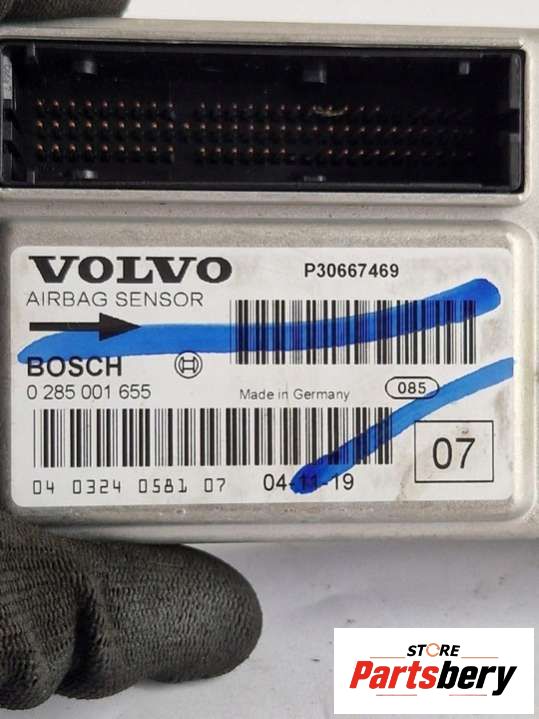 VOLVO
P30667469
AIRBAG SENSOR
BOSCH
0 285 001 655
Made in Germany
085
04 0324 0581 07
04-11-19
07
STORE
Partsbery